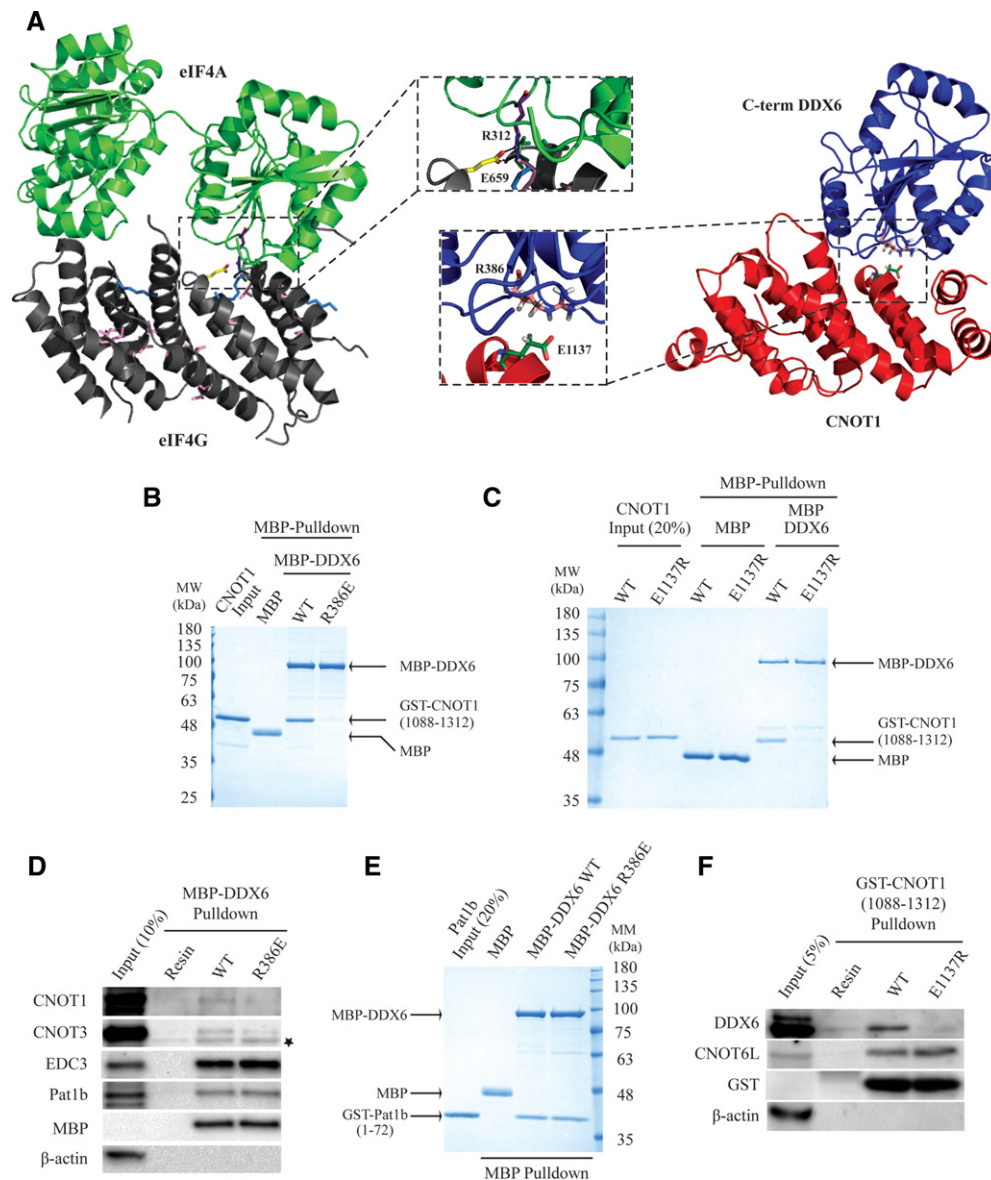 A
eIF4A
R312
E659
C-term DDX6
R386
E1137
eIF4G
CNOT1
B
MBP-Pulldown
MBP-DDX6
MW
(kDa)
CNOT1
Input
MBP
WT
R386E
180
135
100
75
63
48
35
25
MBP-DDX6
GST-CNOT1
(1088-1312)
MBP
C
MBP-Pulldown
CNOT1
Input (20%)
MBP
MBP
DDX6
MW
(kDa)
WT
E1137R
WT
E1137R
WT
E1137R
180
135
100
75
63
48
35
MBP-DDX6
GST-CNOT1
(1088-1312)
MBP
D
MBP-DDX6
Pulldown
Input (10%)
Resin
WT
R386E
CNOT1
CNOT3
★
EDC3
Pat1b
MBP
β-actin
E
Pat1b
Input (20%)
MBP
MBP-DDX6 WT
MBP-DDX6 R386E
MM
(kDa)
180
135
100
75
63
48
35
MBP-DDX6
MBP
GST-Pat1b
(1-72)
MBP Pulldown
F
GST-CNOT1
(1088-1312)
Pulldown
Input (5%)
Resin
WT
E1137R
DDX6
CNOT6L
GST
β-actin